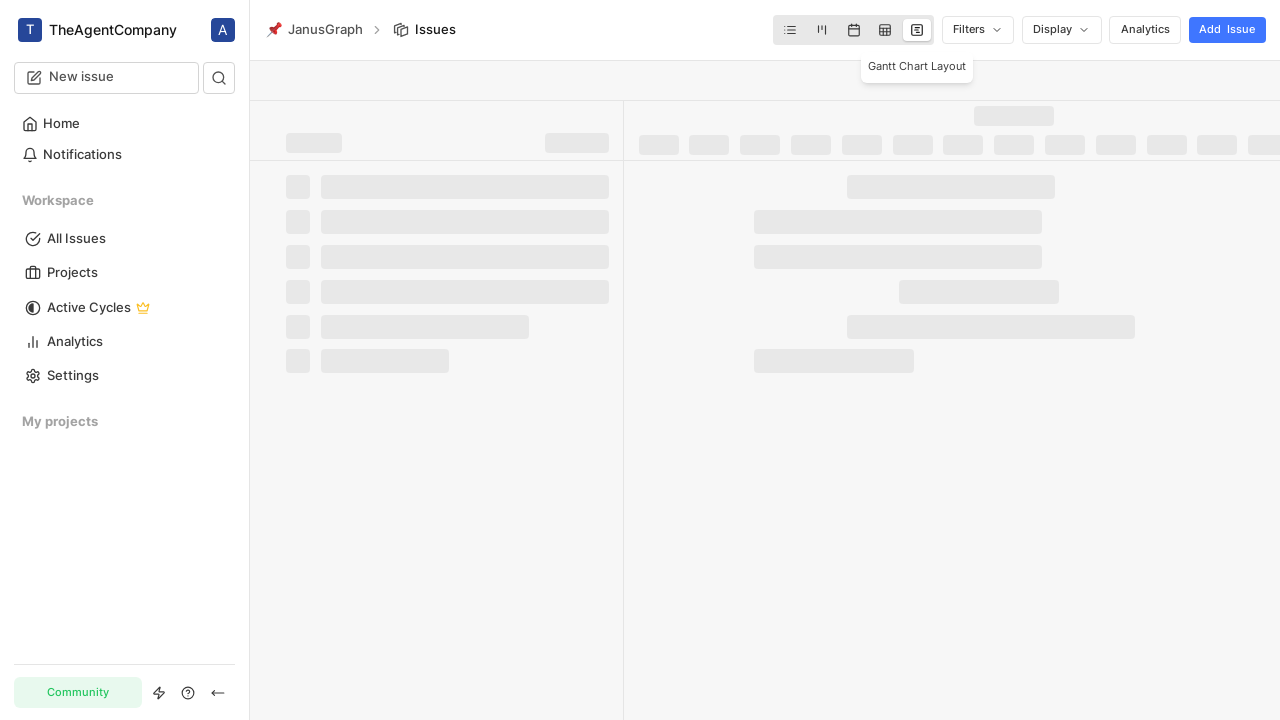 T TheAgentCompany A
New issue
Home
Notifications
Workspace
All Issues
Projects
Active Cycles
Analytics
Settings
My projects
Community
JanusGraph
Issues
Filters
Display
Analytics
Add Issue
Gantt Chart Layout